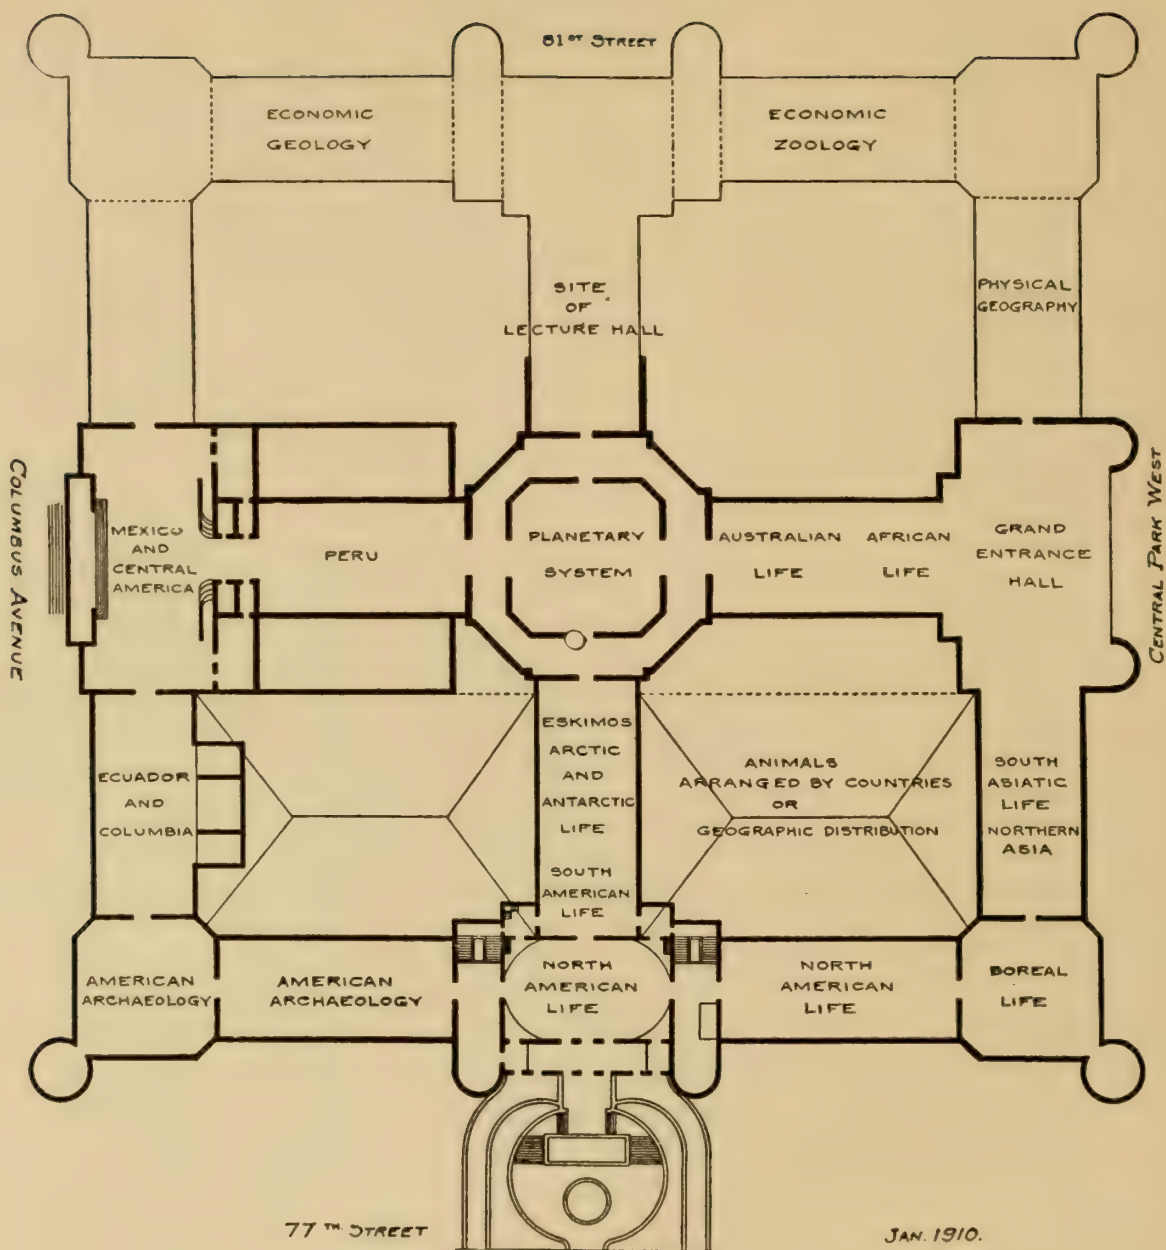 81ST STREET
ECONOMIC
GEOLOGY
ECONOMIC
ZOOLOGY
SITE
OF
LECTURE HALL
PHYSICAL
GEOGRAPHY
COLUMBUS AVENUE
MEXICO
AND
CENTRAL
AMERICA
PERU
PLANETARY
SYSTEM
AUSTRALIAN
LIFE
AFRICAN
LIFE
GRAND
ENTRANCE
HALL
CENTRAL PARK WEST
ECUADOR
AND
COLUMBIA
ESKIMOS
ARCTIC
AND
ANTARCTIC
LIFE
SOUTH
AMERICAN
LIFE
ANIMALS
ARRANGED BY COUNTRIES
OR
GEOGRAPHIC DISTRIBUTION
SOUTH
ASIATIC
LIFE
NORTHERN
ASIA
AMERICAN
ARCHAEOLOGY
AMERICAN
ARCHAEOLOGY
NORTH
AMERICAN
LIFE
NORTH
AMERICAN
LIFE
BOREAL
LIFE
77TH STREET
JAN. 1910.